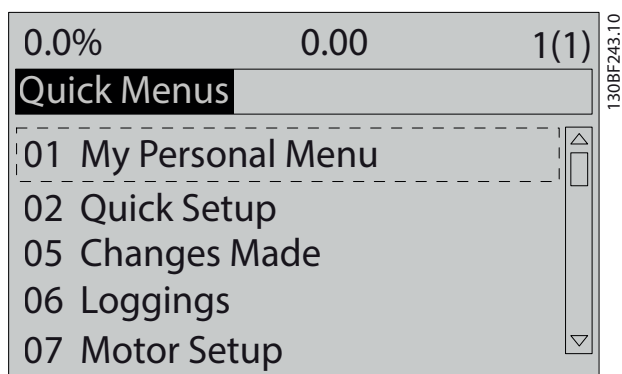 0.0% 0.00 1(1)
Quick Menus
01 My Personal Menu
02 Quick Setup
05 Changes Made
06 Loggings
07 Motor Setup
130BF243.10